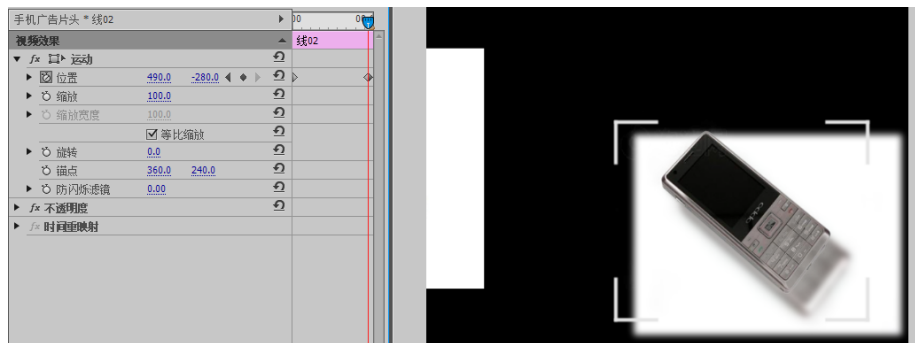 手机广告片头 * 线02
00
视频效果
线02
fx 运动
位置 490.0 -280.0
缩放 100.0
缩放宽度 100.0
等比缩放
旋转 0.0
锚点 360.0 240.0
防闪烁滤镜 0.00
fx 不透明度
fx 时间重映射